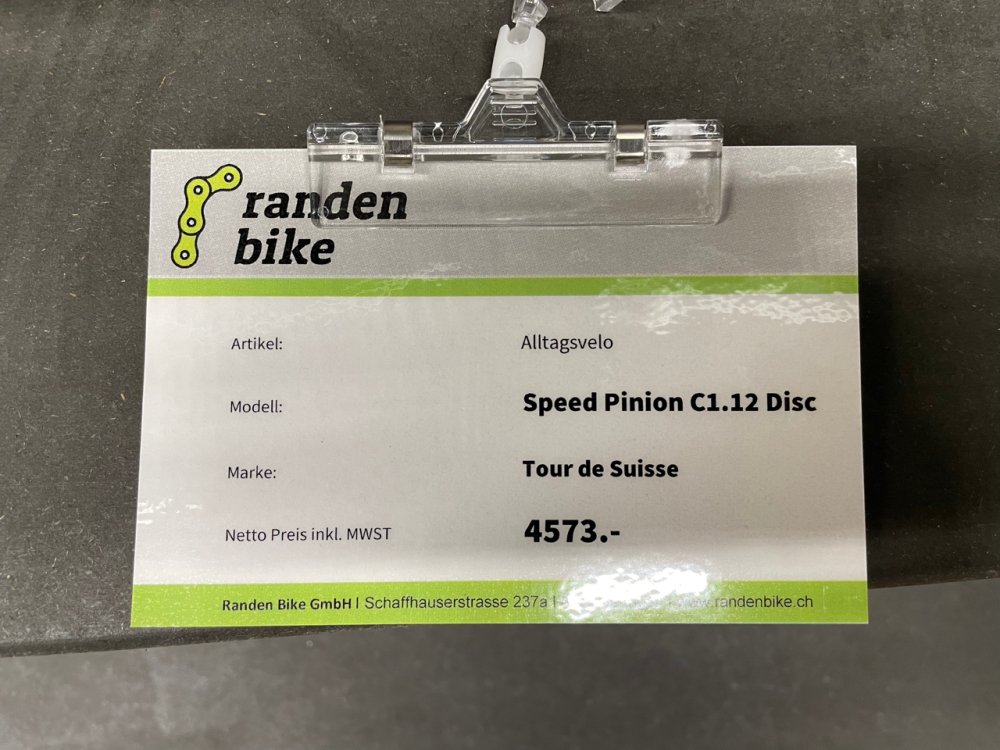 randen
bike
Artikel: Alltagsvelo
Modell: Speed Pinion C1.12 Disc
Marke: Tour de Suisse
Netto Preis inkl. MWST 4573.-
Randen Bike GmbH I Schaffhauserstrasse 237a I www.randenbike.ch